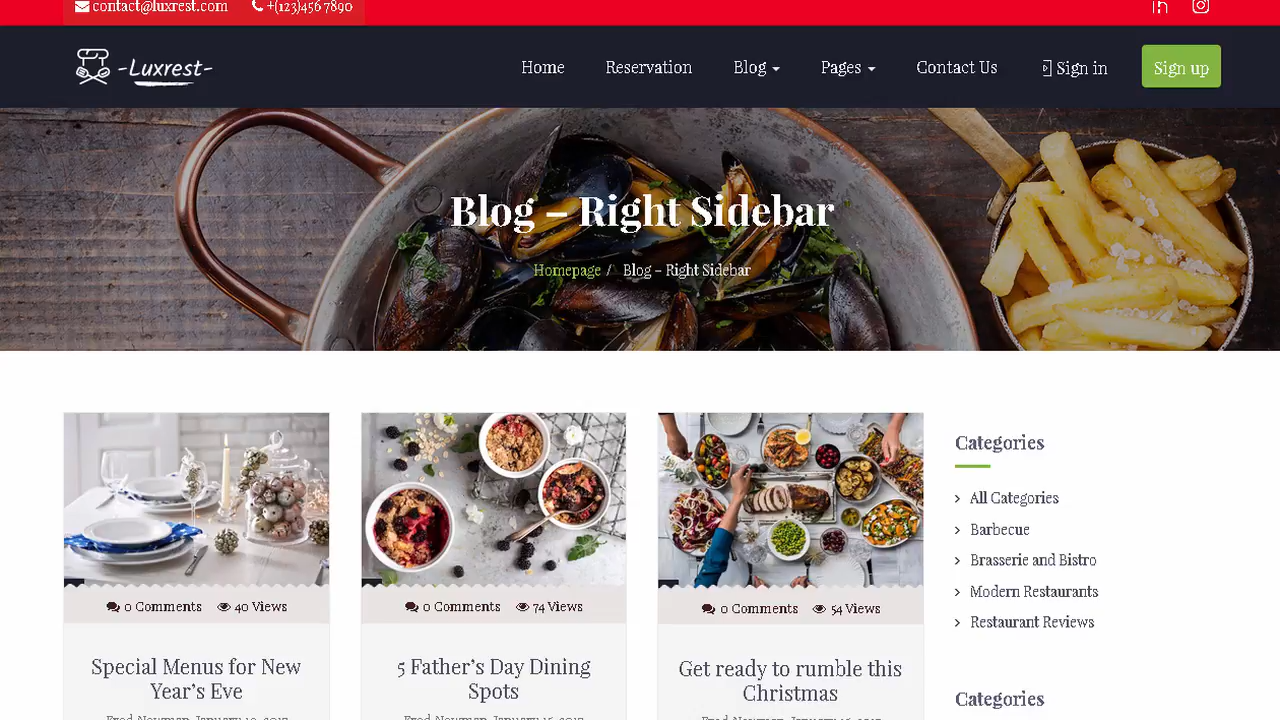 contact@luxrest.com +(123)456 7890
-Luxrest- Home Reservation Blog Pages Contact Us Sign in Sign up
Blog – Right Sidebar
Homepage / Blog – Right Sidebar
Categories
All Categories
Barbecue
Brasserie and Bistro
Modern Restaurants
Restaurant Reviews
0 Comments 40 Views
0 Comments 74 Views
0 Comments 54 Views
Special Menus for New
Year's Eve
5 Father's Day Dining
Spots
Get ready to rumble this
Christmas
Categories